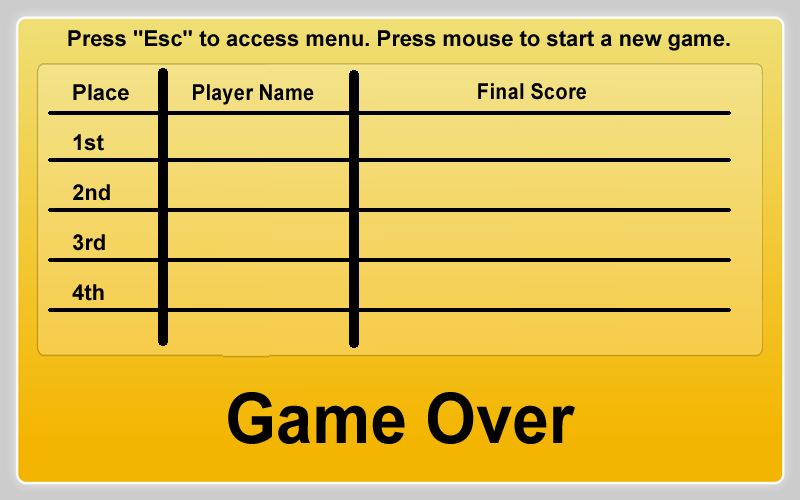 Press "Esc" to access menu. Press mouse to start a new game.
Place Player Name Final Score
1st
2nd
3rd
4th
Game Over